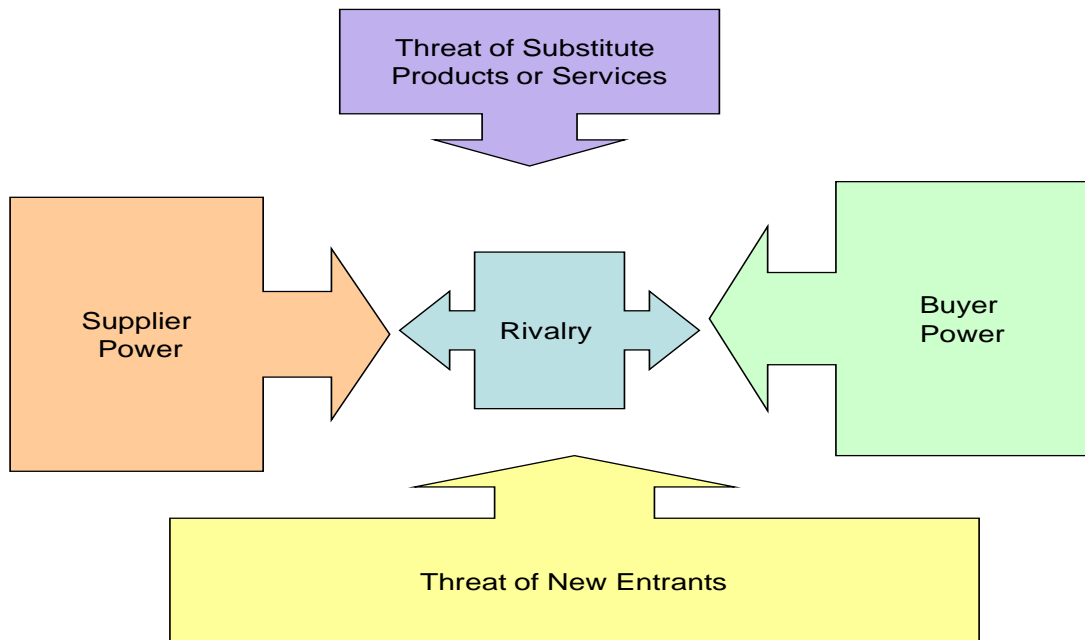 Threat of Substitute
Products or Services
Supplier
Power
Rivalry
Buyer
Power
Threat of New Entrants